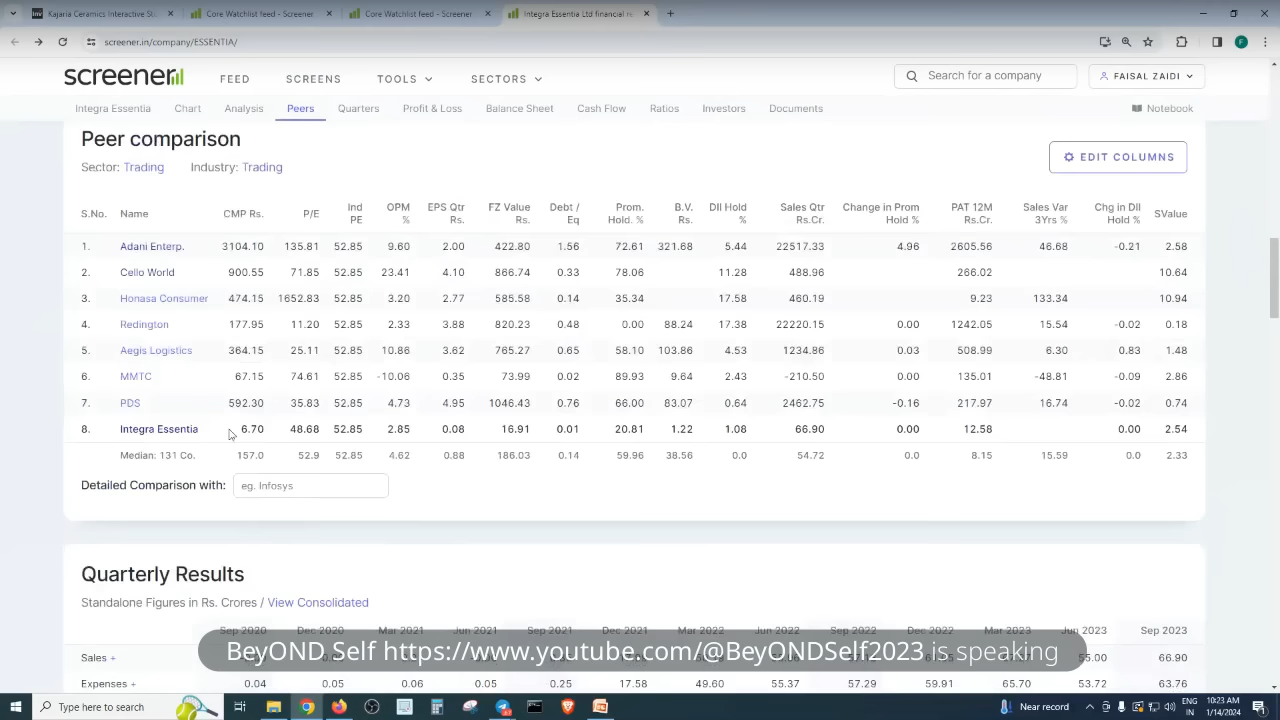 Kajaria Ceramics Investor
Core Watchlist feed - Screener
Core Watchlist feed - Screener
Integra Essentia Ltd financial
screener.in/company/ESSENTIA/
screener
FEED SCREENS TOOLS SECTORS
Search for a company
FAISAL ZAIDI
Integra Essentia Chart Analysis Peers Quarters Profit & Loss Balance Sheet Cash Flow Ratios Investors Documents Notebook
Peer comparison
Sector: Trading Industry: Trading
EDIT COLUMNS
S.No. Name CMP Rs. P/E Ind PE OPM % EPS Qtr Rs. FZ Value Rs. Debt / Eq Prom. Hold. % B.V. Rs. DII Hold % Sales Qtr Rs.Cr. Change in Prom Hold % PAT 12M Rs.Cr. Sales Var 3Yrs % Chg in DII Hold % SValue
1. Adani Enterp. 3104.10 135.81 52.85 9.60 2.00 422.80 1.56 72.61 321.68 5.44 22517.33 4.96 2605.56 46.68 -0.21 2.58
2. Cello World 900.55 71.85 52.85 23.41 4.10 866.74 0.33 78.06 11.28 488.96 266.02 10.64
3. Honasa Consumer 474.15 1652.83 52.85 3.20 2.77 585.58 0.14 35.34 17.58 460.19 9.23 133.34 10.94
4. Redington 177.95 11.20 52.85 2.33 3.88 820.23 0.48 0.00 88.24 17.38 22220.15 0.00 1242.05 15.54 -0.02 0.18
5. Aegis Logistics 364.15 25.11 52.85 10.86 3.62 765.27 0.65 58.10 103.86 4.53 1234.86 0.03 508.99 6.30 0.83 1.48
6. MMTC 67.15 74.61 52.85 -10.06 0.35 73.99 0.02 89.93 9.64 2.43 -210.50 0.00 135.01 -48.81 -0.09 2.86
7. PDS 592.30 35.83 52.85 4.73 4.95 1046.43 0.76 66.00 83.07 0.64 2462.75 -0.16 217.97 16.74 -0.02 0.74
8. Integra Essentia 6.70 48.68 52.85 2.85 0.08 16.91 0.01 20.81 1.22 1.08 66.90 0.00 12.58 0.00 2.54
Median: 131 Co. 157.0 52.9 52.85 4.62 0.88 186.03 0.14 59.96 38.56 0.0 54.72 0.0 8.15 15.59 0.0 2.33
Detailed Comparison with: eg. Infosys
Quarterly Results
Standalone Figures in Rs. Crores / View Consolidated
Sep 2020 Dec 2020 Mar 2021 Jun 2021 Sep 2021 Dec 2021 Mar 2022 Jun 2022 Sep 2022 Dec 2022 Mar 2023 Jun 2023 Sep 2023
BeyOND Self https://www.youtube.com/@BeyONDSelf2023 is speaking
Sales + 55.00 66.90
Expenses + 0.04 0.05 0.06 0.05 0.25 17.58 49.60 55.37 57.29 59.91 65.70 53.72 63.76
Type here to search
Near record
ENG
IN
10:23 AM
1/14/2024